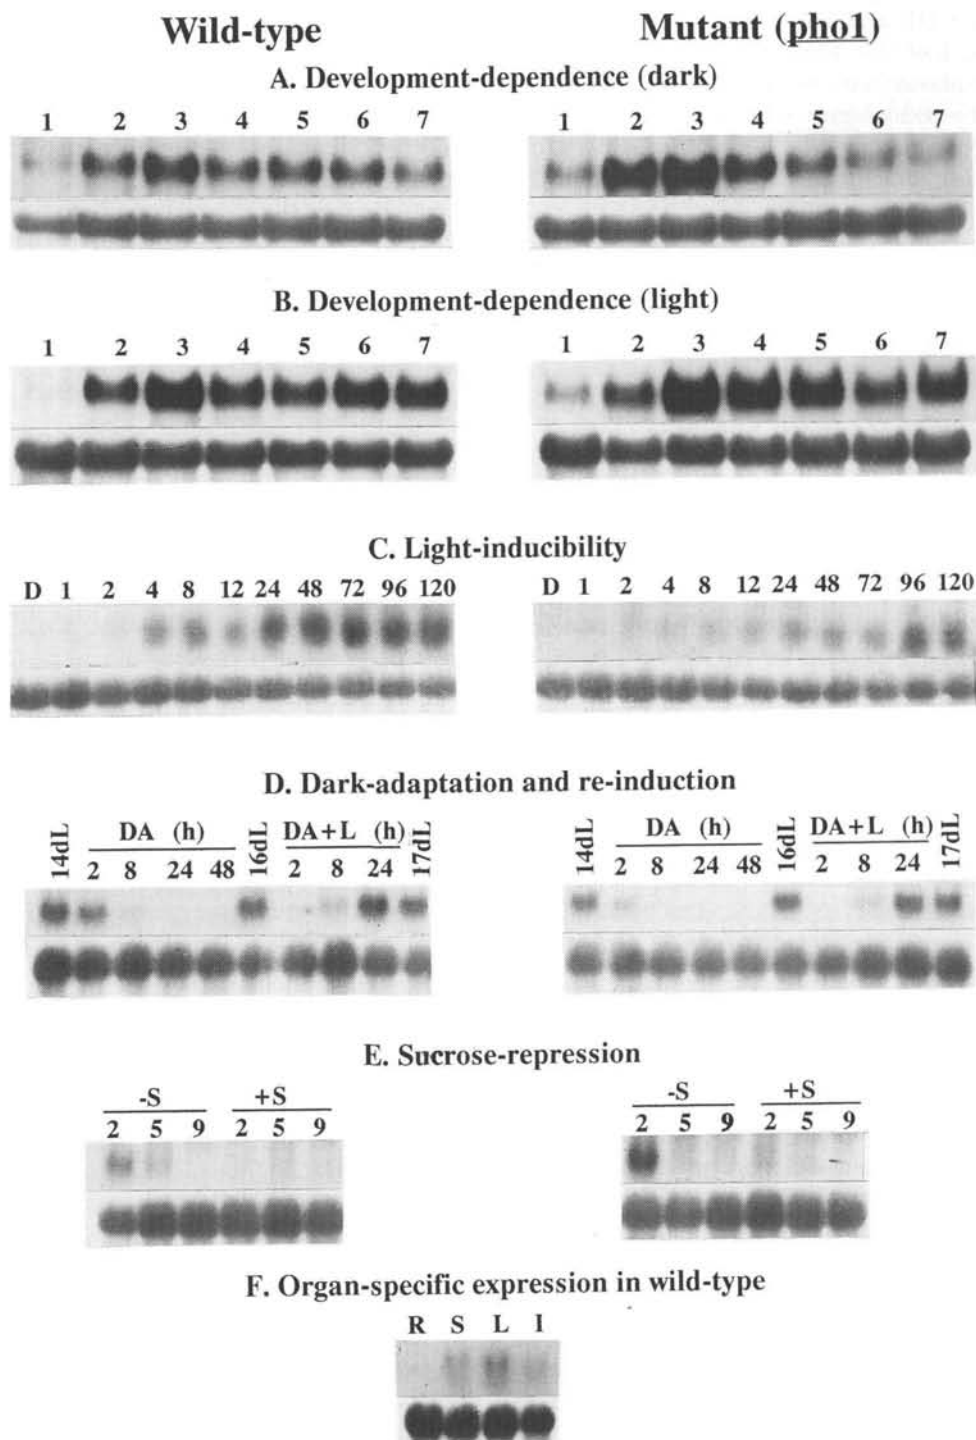 Wild-type Mutant (pho1)
A. Development-dependence (dark)
1 2 3 4 5 6 7 1 2 3 4 5 6 7
B. Development-dependence (light)
1 2 3 4 5 6 7 1 2 3 4 5 6 7
C. Light-inducibility
D 1 2 4 8 12 24 48 72 96 120 D 1 2 4 8 12 24 48 72 96 120
D. Dark-adaptation and re-induction
14dL DA (h) 16dL DA+L (h) 17dL 14dL DA (h) 16dL DA+L (h) 17dL
2 8 24 48 2 8 24 2 8 24 48 2 8 24
E. Sucrose-repression
-S +S -S +S
2 5 9 2 5 9 2 5 9 2 5 9
F. Organ-specific expression in wild-type
R S L I